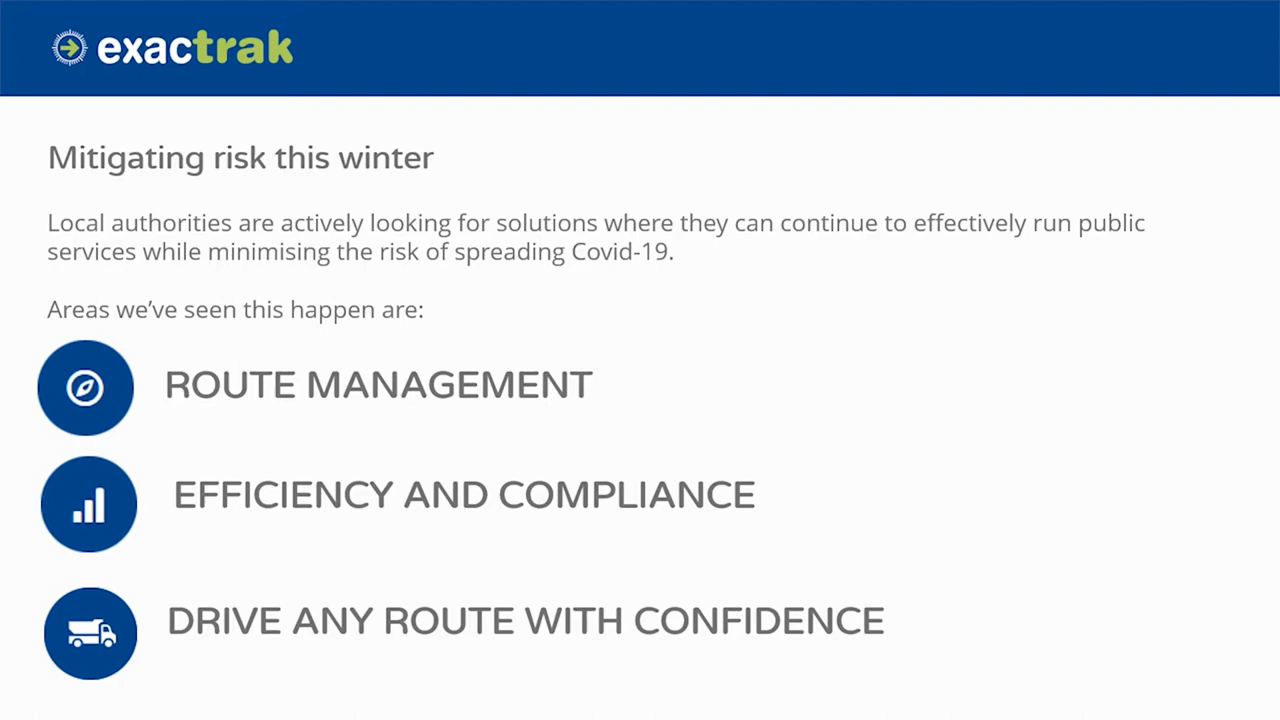 exactrak
Mitigating risk this winter
Local authorities are actively looking for solutions where they can continue to effectively run public
services while minimising the risk of spreading Covid-19.
Areas we’ve seen this happen are:
ROUTE MANAGEMENT
EFFICIENCY AND COMPLIANCE
DRIVE ANY ROUTE WITH CONFIDENCE